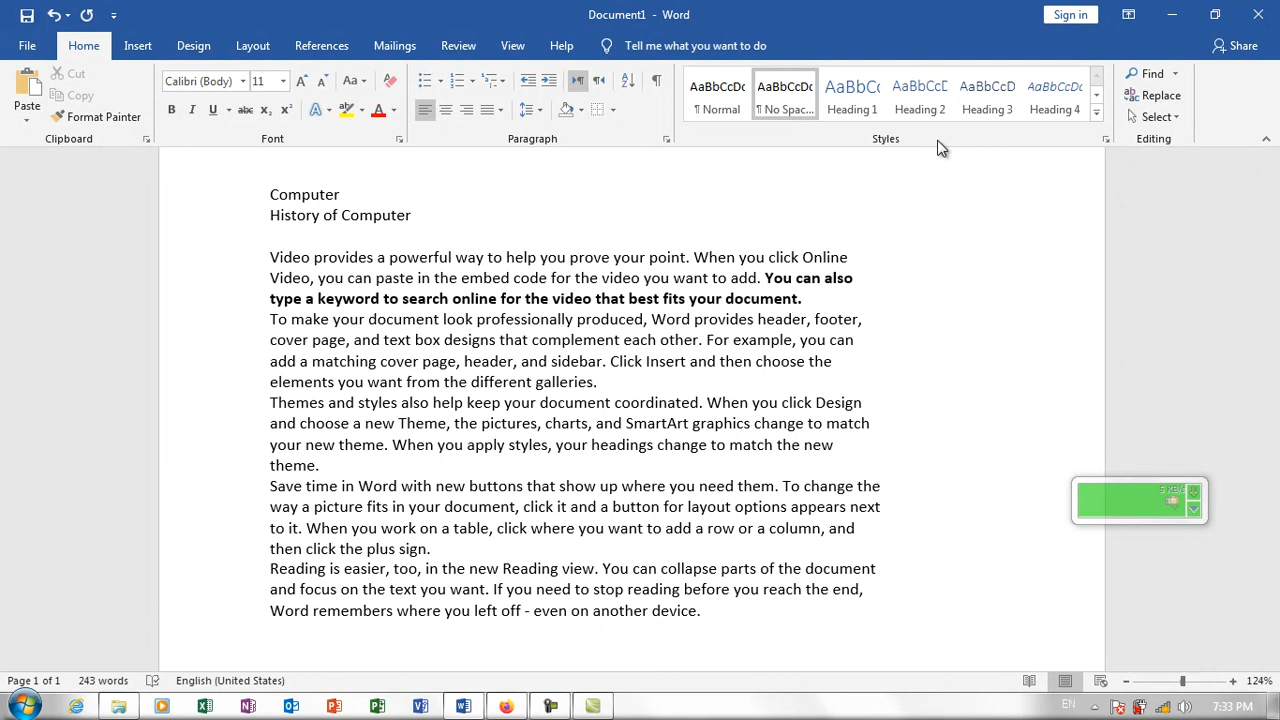 Document1 - Word
Sign in
File Home Insert Design Layout References Mailings Review View Help Tell me what you want to do Share
Paste
Cut
Copy
Format Painter
Clipboard
Calibri (Body) 11
Font
Paragraph
AaBbCcDc ¶ Normal
AaBbCcDc ¶ No Spac...
AaBbCc Heading 1
AaBbCcD Heading 2
AaBbCcD Heading 3
AaBbCcDc Heading 4
Styles
Find
Replace
Select
Editing
Computer
History of Computer
Video provides a powerful way to help you prove your point. When you click Online
Video, you can paste in the embed code for the video you want to add. You can also
type a keyword to search online for the video that best fits your document.
To make your document look professionally produced, Word provides header, footer,
cover page, and text box designs that complement each other. For example, you can
add a matching cover page, header, and sidebar. Click Insert and then choose the
elements you want from the different galleries.
Themes and styles also help keep your document coordinated. When you click Design
and choose a new Theme, the pictures, charts, and SmartArt graphics change to match
your new theme. When you apply styles, your headings change to match the new
theme.
Save time in Word with new buttons that show up where you need them. To change the
way a picture fits in your document, click it and a button for layout options appears next
to it. When you work on a table, click where you want to add a row or a column, and
then click the plus sign.
Reading is easier, too, in the new Reading view. You can collapse parts of the document
and focus on the text you want. If you need to stop reading before you reach the end,
Word remembers where you left off - even on another device.
Page 1 of 1 243 words English (United States) 124%
EN 7:33 PM